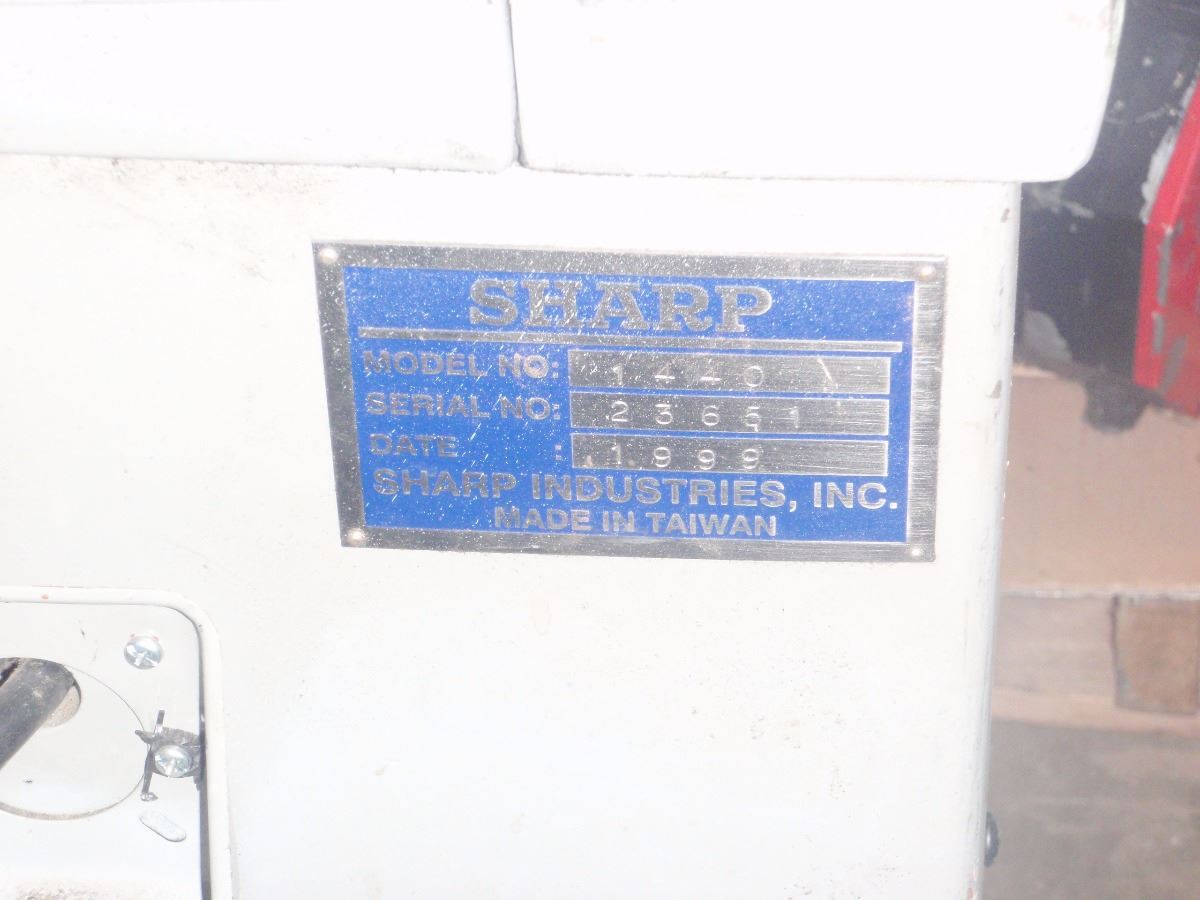 SHARP
MODEL NO: 1440
SERIAL NO: 23651
DATE : 1999
SHARP INDUSTRIES, INC.
MADE IN TAIWAN